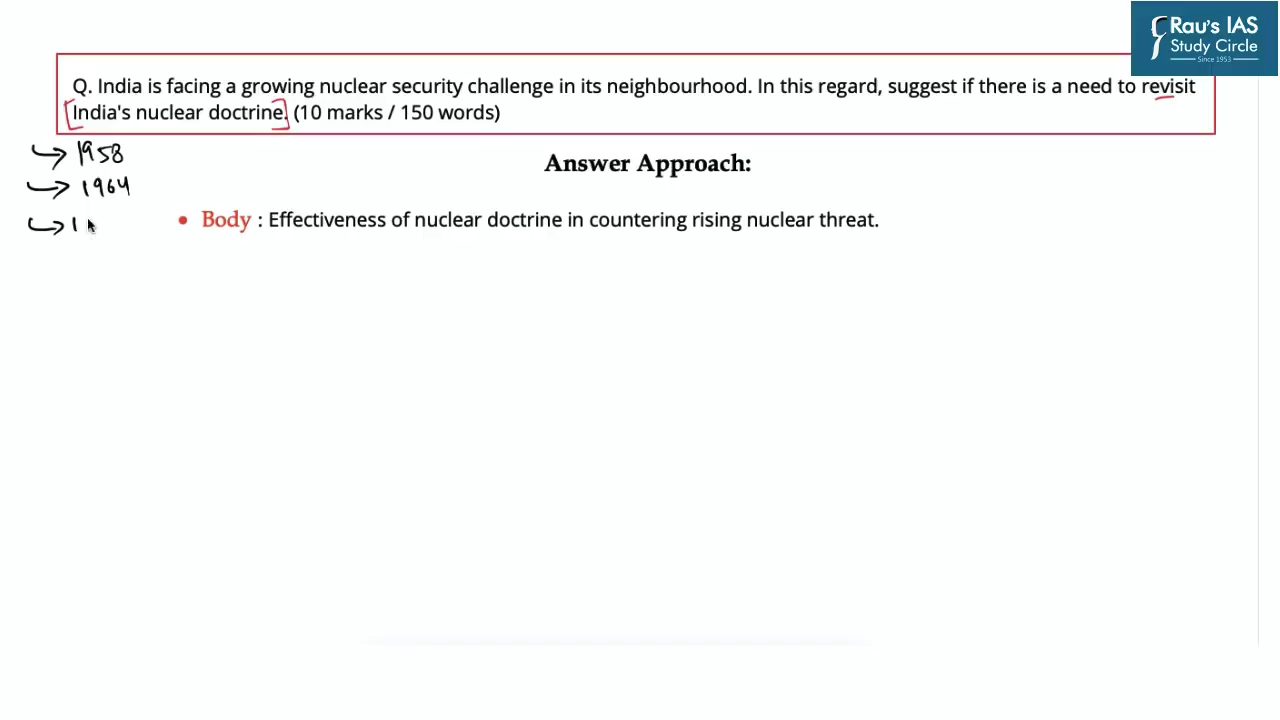 Rau's IAS
Study Circle
Since 1953
Q. India is facing a growing nuclear security challenge in its neighbourhood. In this regard, suggest if there is a need to revisit
India's nuclear doctrine. (10 marks / 150 words)
1958
Answer Approach:
1964
• Body : Effectiveness of nuclear doctrine in countering rising nuclear threat.
1